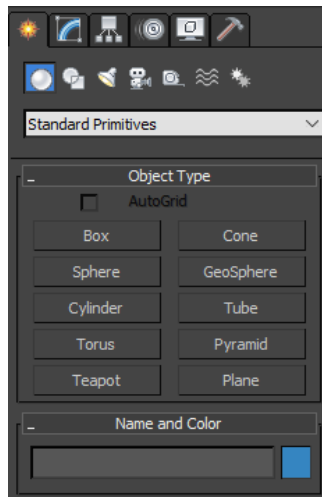 Standard Primitives
- Object Type
AutoGrid
Box Cone
Sphere GeoSphere
Cylinder Tube
Torus Pyramid
Teapot Plane
- Name and Color